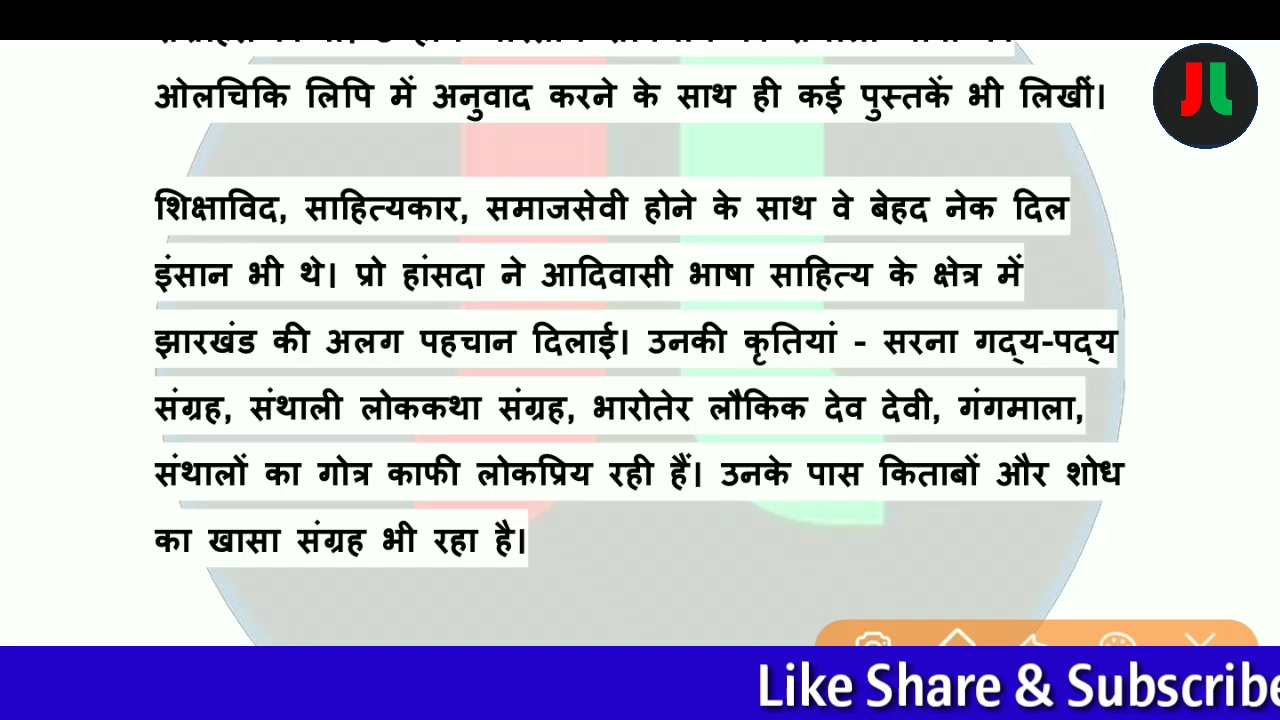 ओलचिकि लिपि में अनुवाद करने के साथ ही कई पुस्तकें भी लिखीं।
शिक्षाविद, साहित्यकार, समाजसेवी होने के साथ वे बेहद नेक दिल
इंसान भी थे। प्रो हांसदा ने आदिवासी भाषा साहित्य के क्षेत्र में
झारखंड की अलग पहचान दिलाई। उनकी कृतियां - सरना गद्य-पद्य
संग्रह, संथाली लोककथा संग्रह, भारोतेर लौकिक देव देवी, गंगमाला,
संथालों का गोत्र काफी लोकप्रिय रही हैं। उनके पास किताबों और शोध
का खासा संग्रह भी रहा है।
Like Share & Subscribe